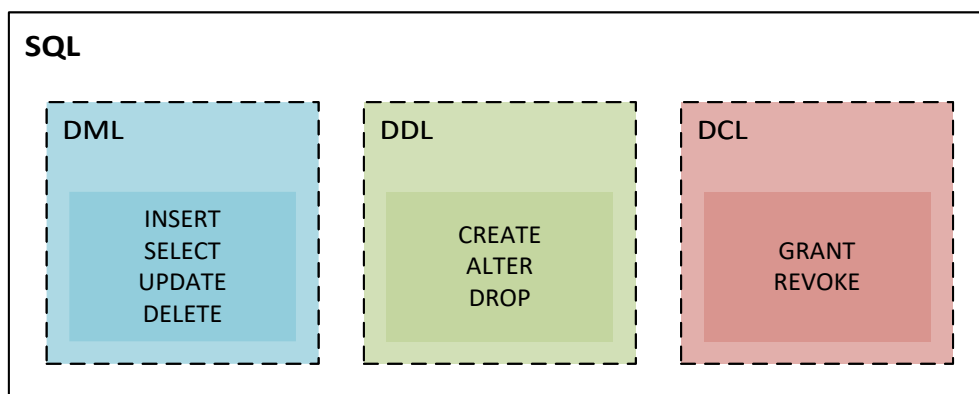 SQL
DML
INSERT
SELECT
UPDATE
DELETE
DDL
CREATE
ALTER
DROP
DCL
GRANT
REVOKE